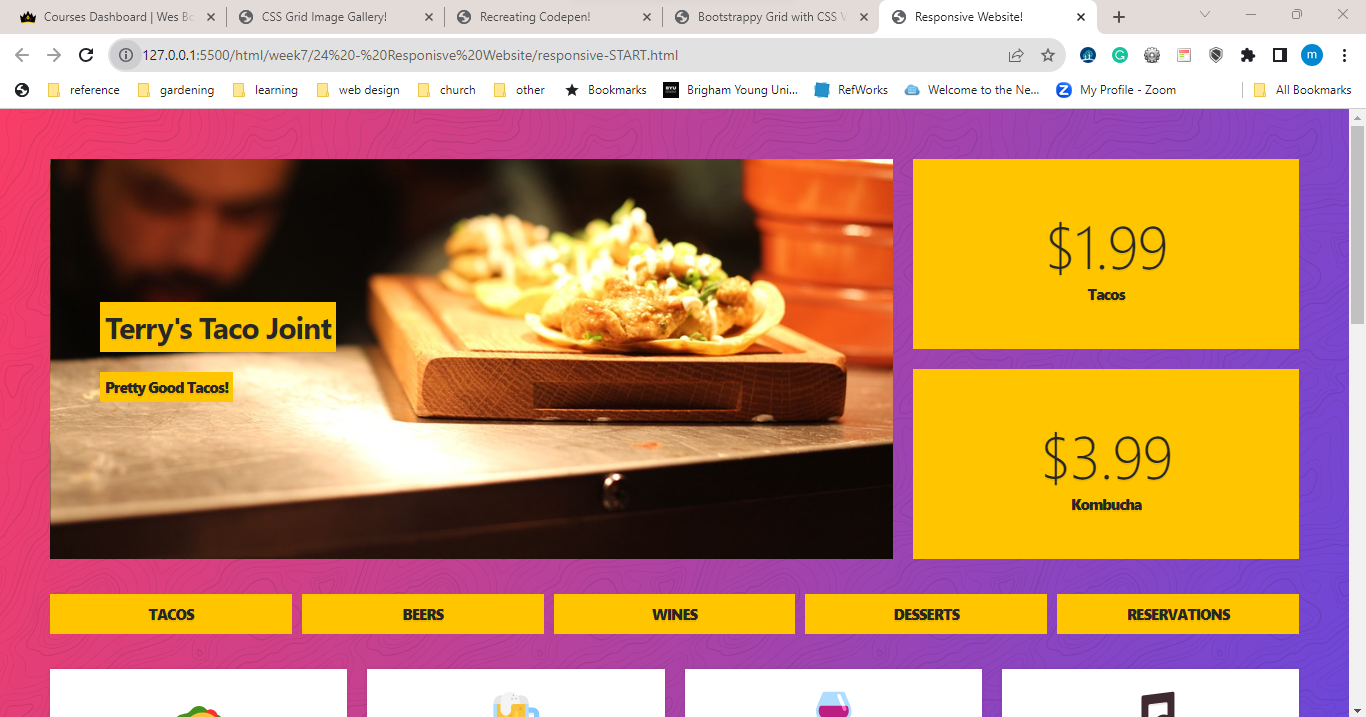 Courses Dashboard | Wes Bo
CSS Grid Image Gallery!
Recreating Codepen!
Bootstrappy Grid with CSS V
Responsive Website!
127.0.0.1:5500/html/week7/24%20-%20Responisve%20Website/responsive-START.html
m
reference
gardening
learning
web design
church
other
Bookmarks
BYU
Brigham Young Uni...
RefWorks
Welcome to the Ne...
Z
My Profile - Zoom
All Bookmarks
Terry's Taco Joint
Pretty Good Tacos!
$1.99
Tacos
$3.99
Kombucha
TACOS
BEERS
WINES
DESSERTS
RESERVATIONS